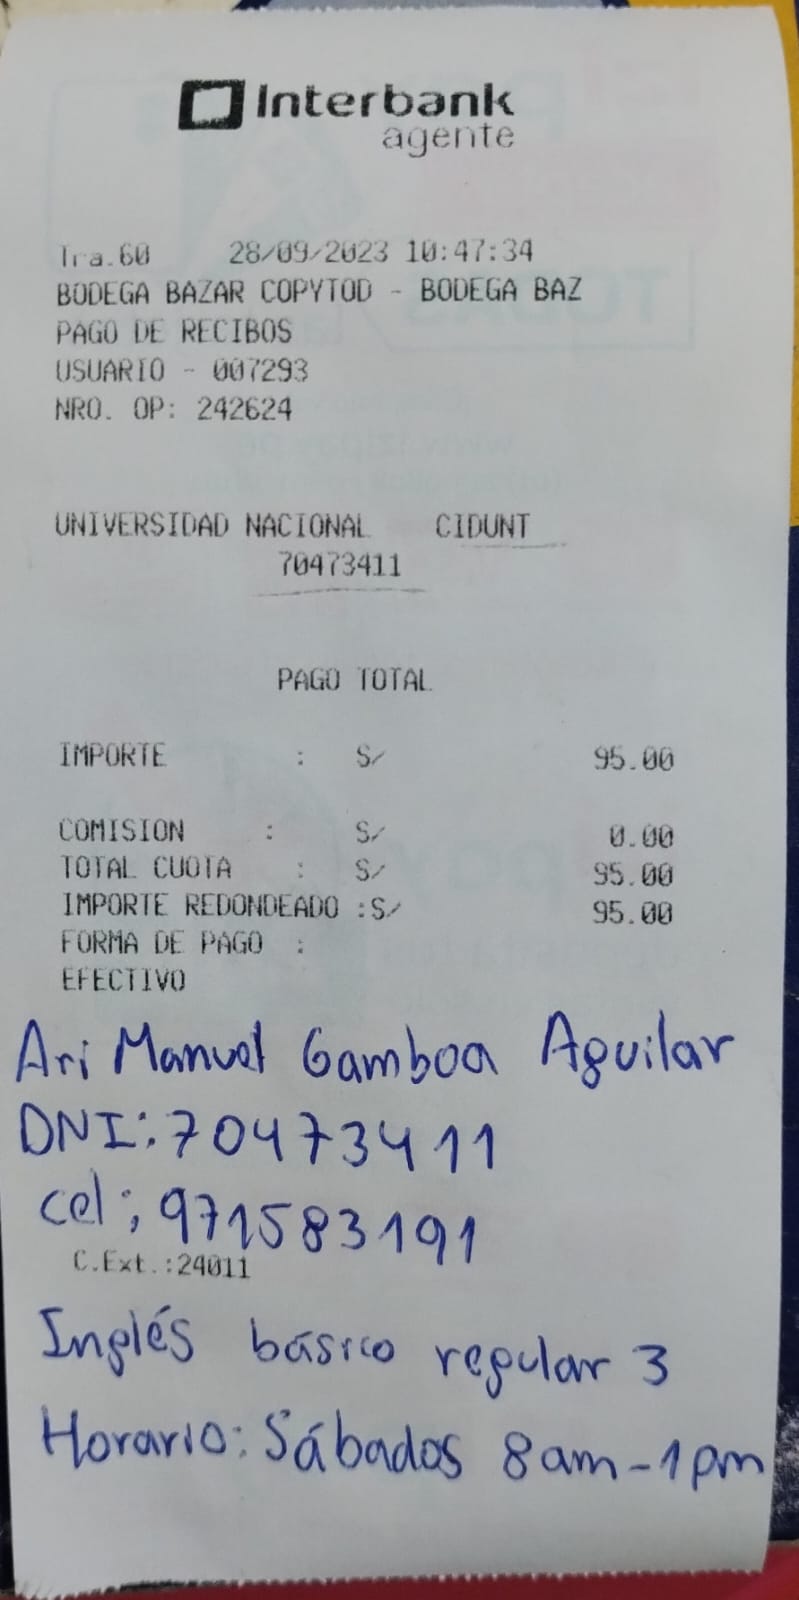 Interbank
agente
Tra.60 28/09/2023 10:47:34
BODEGA BAZAR COPYTOD - BODEGA BAZ
PAGO DE RECIBOS
USUARIO - 007293
NRO. OP: 242624
UNIVERSIDAD NACIONAL CIDUNT
70473411
PAGO TOTAL
IMPORTE : S/ 95.00
COMISION : S/ 0.00
TOTAL CUOTA : S/ 95.00
IMPORTE REDONDEADO :S/ 95.00
FORMA DE PAGO :
EFECTIVO
Ari Manuel Gamboa Aguilar
DNI: 70473411
cel: 971583191
C.Ext.:24011
Inglés básico regular 3
Horario: Sábados 8am-1pm